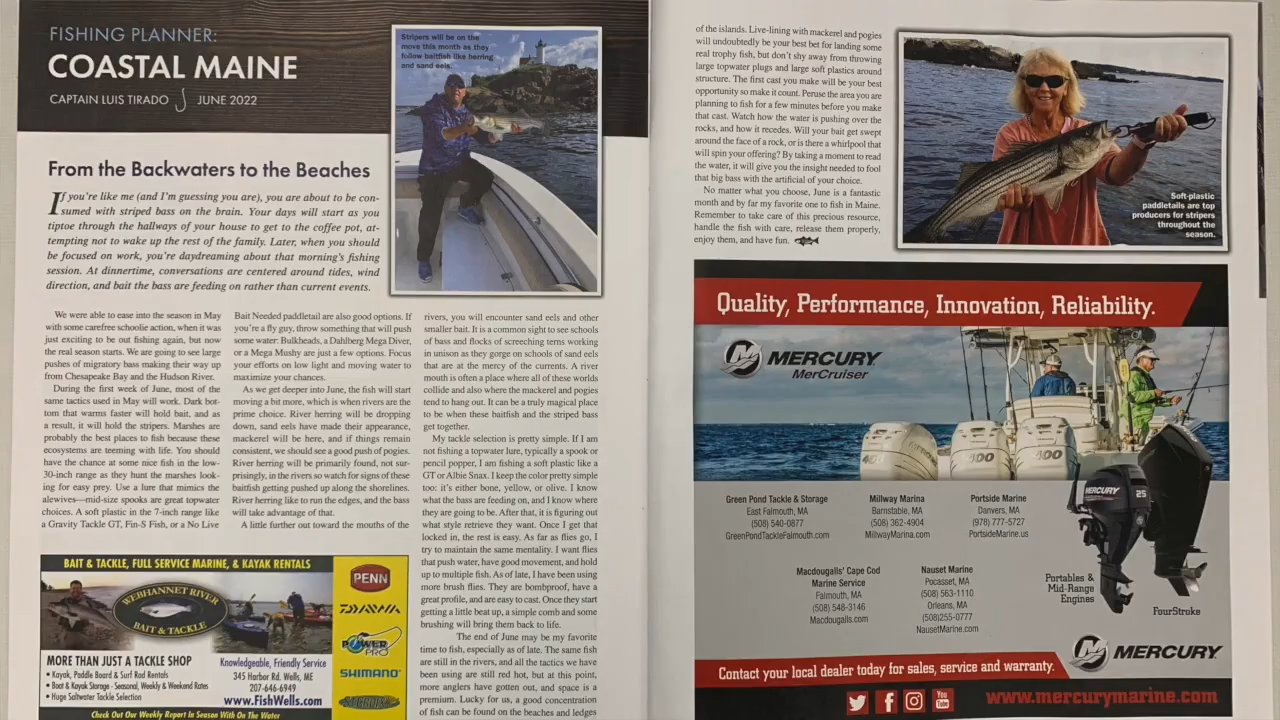 FISHING PLANNER:
COASTAL MAINE
CAPTAIN LUIS TIRADO JUNE 2022
Stripers will be on the
move this month as they
follow baitfish like herring
and sand eels.
From the Backwaters to the Beaches
If you're like me (and I'm guessing you are), you are about to be con-
sumed with striped bass on the brain. Your days will start as you
tiptoe through the hallways of your house to get to the coffee pot, at-
tempting not to wake up the rest of the family. Later, when you should
be focused on work, you're daydreaming about that morning's fishing
session. At dinnertime, conversations are centered around tides, wind
direction, and bait the bass are feeding on rather than current events.
We were able to ease into the season in May
with some carefree schoolie action, when it was
just exciting to be out fishing again, but now
the real season starts. We are going to see large
pushes of migratory bass making their way up
from Chesapeake Bay and the Hudson River.
During the first week of June, most of the
same tactics used in May will work. Dark bot-
tom that warms faster will hold bait, and as
a result, it will hold the stripers. Marshes are
probably the best places to fish because these
ecosystems are teeming with life. You should
have the chance at some nice fish in the low-
30-inch range as they hunt the marshes look-
ing for easy prey. Use a lure that mimics the
alewives—mid-size spooks are great topwater
choices. A soft plastic in the 7-inch range like
a Gravity Tackle GT, Fin-S Fish, or a No Live
Bait Needed paddletail are also good options. If
you're a fly guy, throw something that will push
some water: Bulkheads, a Dahlberg Mega Diver,
or a Mega Mushy are just a few options. Focus
your efforts on low light and moving water to
maximize your chances.
As we get deeper into June, the fish will start
moving a bit more, which is when rivers are the
prime choice. River herring will be dropping
down, sand eels have made their appearance,
mackerel will be here, and if things remain
consistent, we should see a good push of pogies.
River herring will be primarily found, not sur-
prisingly, in the rivers so watch for signs of these
baitfish getting pushed up along the shorelines.
River herring like to run the edges, and the bass
will take advantage of that.
A little further out toward the mouths of the
rivers, you will encounter sand eels and other
smaller bait. It is a common sight to see schools
of bass and flocks of screeching terns working
in unison as they gorge on schools of sand eels
that are at the mercy of the currents. A river
mouth is often a place where all of these worlds
collide and also where the mackerel and pogies
tend to hang out. It can be a truly magical place
to be when these baitfish and the striped bass
get together.
My tackle selection is pretty simple. If I am
not fishing a topwater lure, typically a spook or
pencil popper, I am fishing a soft plastic like a
GT or Albie Snax. I keep the color pretty simple
too: it's either bone, yellow, or olive. I know
what the bass are feeding on, and I know where
they are going to be. After that, it is figuring out
what style retrieve they want. Once I get that
locked in, the rest is easy. As far as flies go, I
try to maintain the same mentality. I want flies
that push water, have good movement, and hold
up to multiple fish. As of late, I have been using
more brush flies. They are bombproof, have a
great profile, and are easy to cast. Once they start
getting a little beat up, a simple comb and some
brushing will bring them back to life.
The end of June may be my favorite
time to fish, especially as of late. The same fish
are still in the rivers, and all the tactics we have
been using are still red hot, but at this point,
more anglers have gotten out, and space is a
premium. Lucky for us, a good concentration
of fish can be found on the beaches and ledges
BAIT & TACKLE, FULL SERVICE MARINE, & KAYAK RENTALS
WEBHANNET RIVER
BAIT & TACKLE
MORE THAN JUST A TACKLE SHOP
• Kayak, Paddle Board & Surf Rod Rentals
• Boat & Kayak Storage - Seasonal, Weekly & Weekend Rates
• Huge Saltwater Tackle Selection
Knowledgeable, Friendly Service
345 Harbor Rd. Wells, ME
207-646-6949
www.FishWells.com
Check Out Our Weekly Report In Season With On The Water
PENN
DAIWA
POWER PRO
SHIMANO
ST. CROIX
of the islands. Live-lining with mackerel and pogies
will undoubtedly be your best bet for landing some
real trophy fish, but don't shy away from throwing
large topwater plugs and large soft plastics around
structure. The first cast you make will be your best
opportunity so make it count. Peruse the area you are
planning to fish for a few minutes before you make
that cast. Watch how the water is pushing over the
rocks, and how it recedes. Will your bait get swept
around the face of a rock, or is there a whirlpool that
will spin your offering? By taking a moment to read
the water, it will give you the insight needed to fool
that big bass with the artificial of your choice.
No matter what you choose, June is a fantastic
month and by far my favorite one to fish in Maine.
Remember to take care of this precious resource,
handle the fish with care, release them properly,
enjoy them, and have fun.
Soft-plastic
paddletails are top
producers for stripers
throughout the
season.
Quality, Performance, Innovation, Reliability.
MERCURY
MerCruiser
400
400
400
Green Pond Tackle & Storage
East Falmouth, MA
(508) 540-0877
GreenPondTackleFalmouth.com
Millway Marina
Barnstable, MA
(508) 362-4904
MillwayMarina.com
Portside Marine
Danvers, MA
(978) 777-5727
PortsideMarine.us
Macdougalls' Cape Cod
Marine Service
Falmouth, MA
(508) 548-3146
Macdougalls.com
Nauset Marine
Pocasset, MA
(508) 563-1110
Orleans, MA
(508)255-0777
NausetMarine.com
MERCURY
25
Portables &
Mid-Range
Engines
FourStroke
Contact your local dealer today for sales, service and warranty.
MERCURY
You
Tube
www.mercurymarine.com